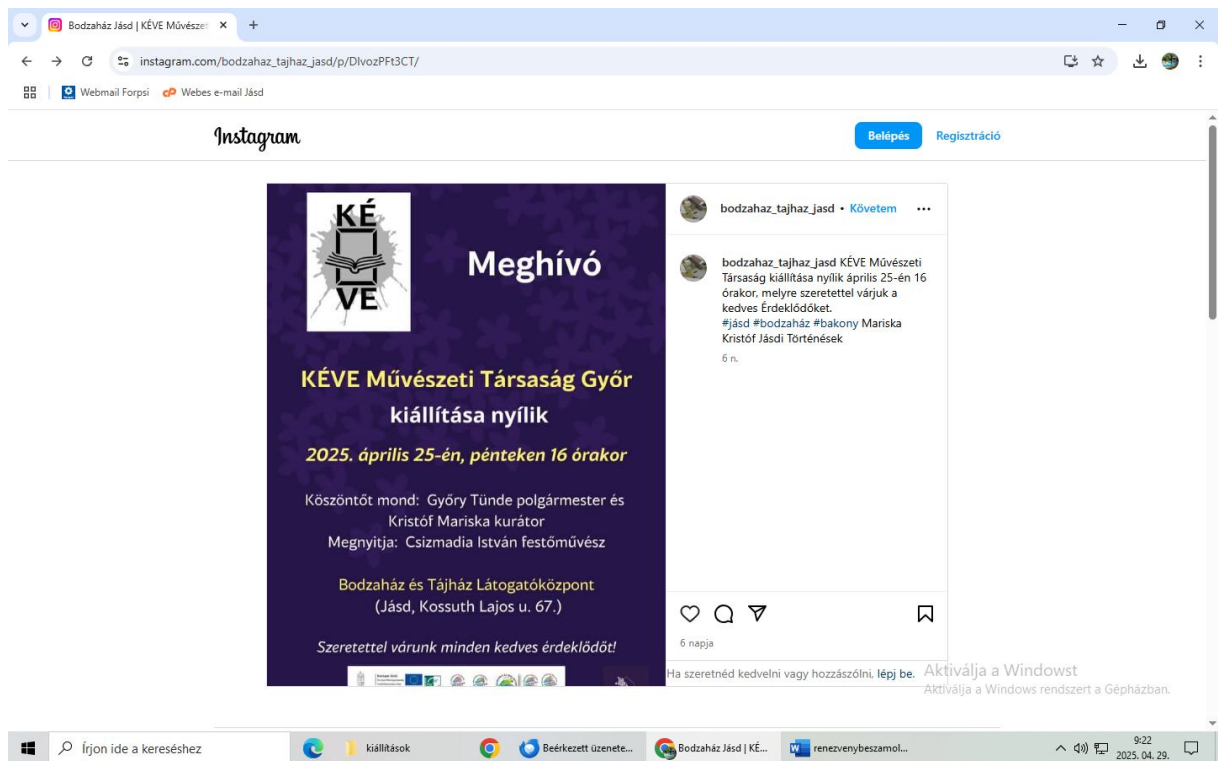 Bodzaház Jásd | KÉVE Művészet
instagram.com/bodzahaz_tajhaz_jasd/p/DIvozPFt3CT/
Webmail Forpsi
Webes e-mail Jásd
Instagram
Belépés
Regisztráció
KÉ
VE
Meghívó
KÉVE Művészeti Társaság Győr
kiállítása nyílik
2025. április 25-én, pénteken 16 órakor
Köszöntőt mond: Győry Tünde polgármester és
Kristóf Mariska kurátor
Megnyitja: Csizmadia István festőművész
Bodzaház és Tájház Látogatóközpont
(Jásd, Kossuth Lajos u. 67.)
Szeretettel várunk minden kedves érdeklődőt!
bodzahaz_tajhaz_jasd • Követem
bodzahaz_tajhaz_jasd KÉVE Művészeti
Társaság kiállítása nyílik április 25-én 16
órakor, melyre szeretettel várjuk a
kedves Érdeklődőket.
#jásd #bodzaház #bakony Mariska
Kristóf Jásdi Történések
6 n.
6 napja
Ha szeretnéd kedvelni vagy hozzászólni, lépj be.
Aktiválja a Windowst
Aktiválja a Windows rendszert a Gépházban.
Írjon ide a kereséshez
kiállítások
Beérkezett üzenete...
Bodzaház Jásd | KÉ...
renezvenybeszamol...
9:22
2025. 04. 29.